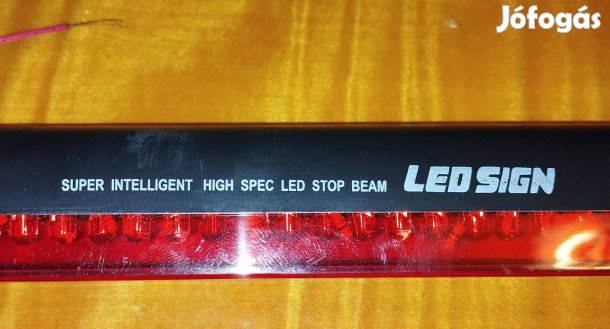 Jófogás
SUPER INTELLIGENT HIGH SPEC LED STOP BEAM LED SIGN